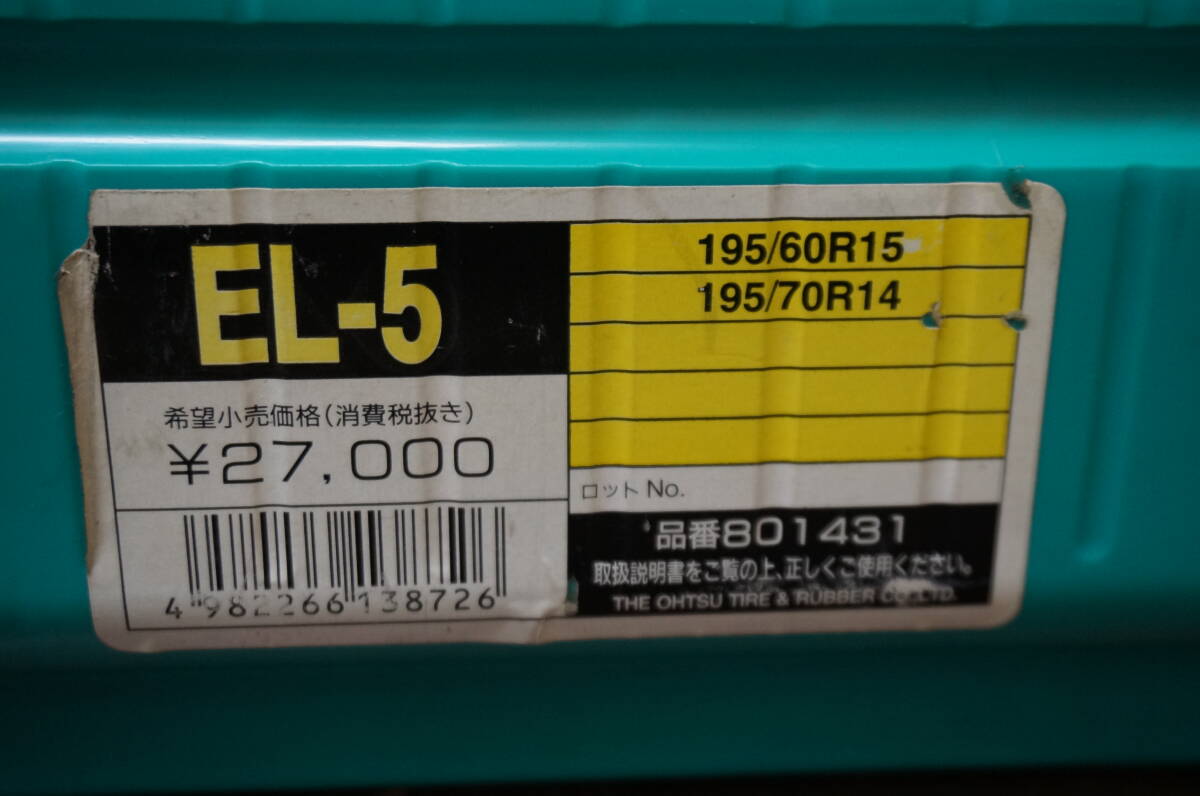 EL-5
希望小売価格(消費税抜き)
¥27,000
4 982266 138726
195/60R15
195/70R14
ロット No.
品番801431
取扱説明書をご覧の上、正しくご使用ください。
THE OHTSU TIRE & RUBBER CO., LTD.